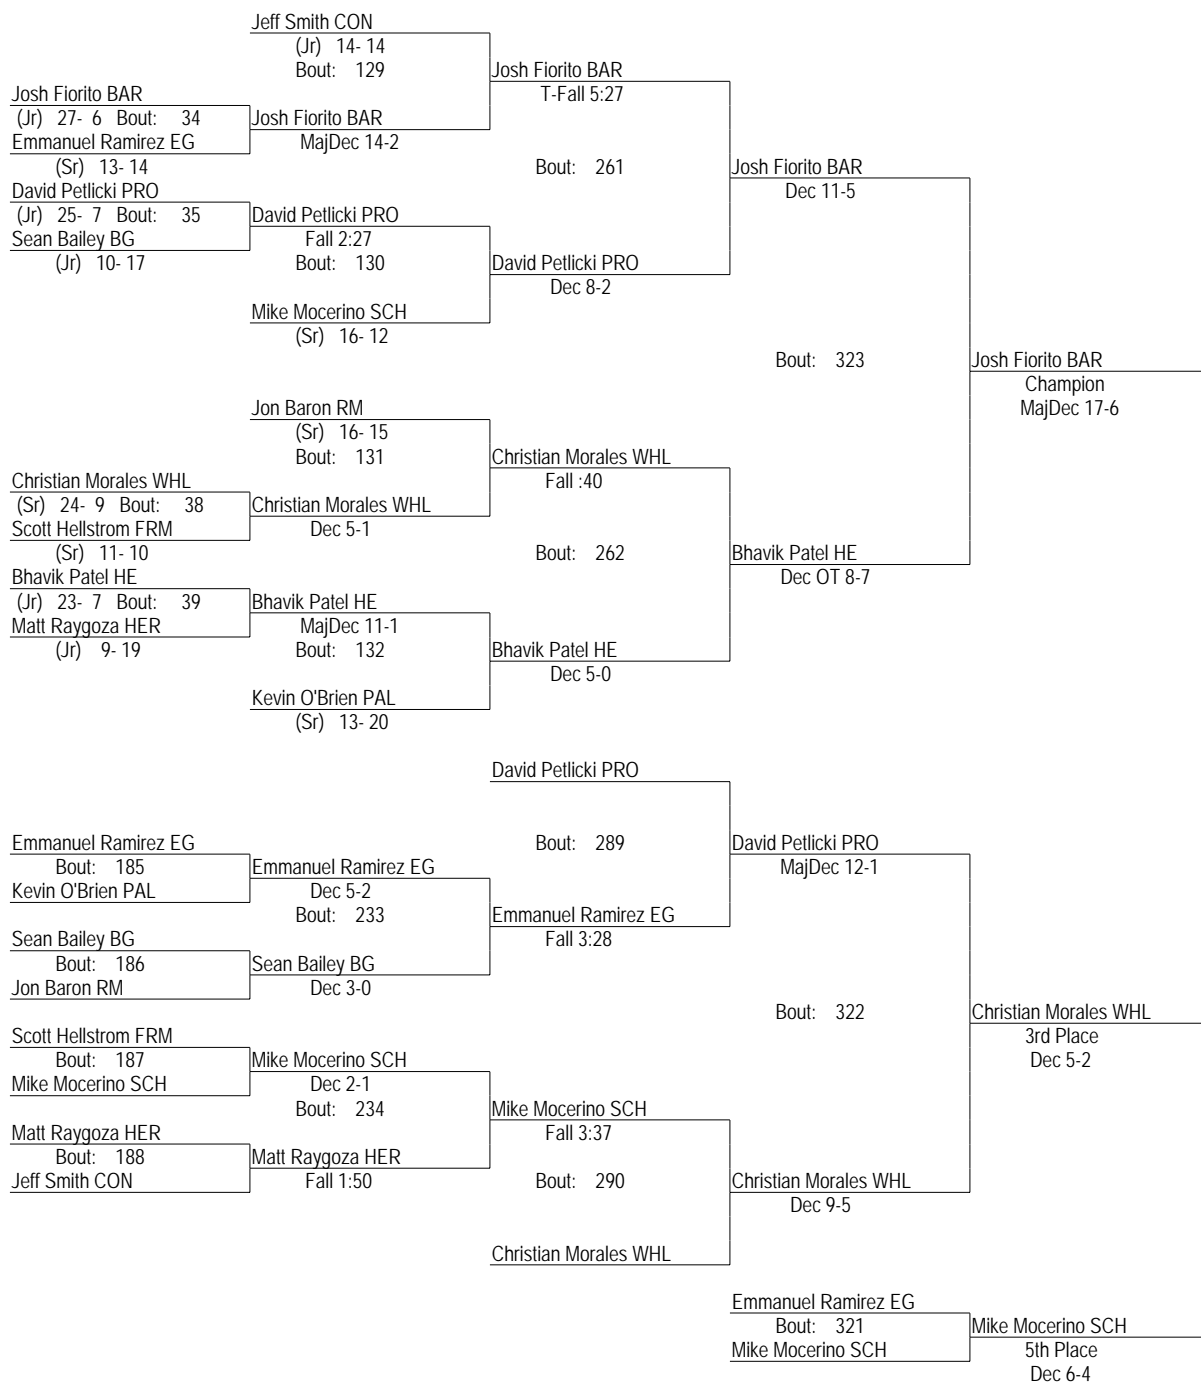 Jeff Smith CON
(Jr) 14- 14
Bout: 129
Josh Fiorito BAR
T-Fall 5:27
Josh Fiorito BAR
(Jr) 27- 6 Bout: 34
Josh Fiorito BAR
MajDec 14-2
Emmanuel Ramirez EG
(Sr) 13- 14
Bout: 261
Josh Fiorito BAR
Dec 11-5
David Petlicki PRO
(Jr) 25- 7 Bout: 35
David Petlicki PRO
Fall 2:27
Sean Bailey BG
(Jr) 10- 17
Bout: 130
David Petlicki PRO
Dec 8-2
Mike Mocerino SCH
(Sr) 16- 12
Bout: 323
Josh Fiorito BAR
Champion
MajDec 17-6
Jon Baron RM
(Sr) 16- 15
Bout: 131
Christian Morales WHL
Fall :40
Christian Morales WHL
(Sr) 24- 9 Bout: 38
Christian Morales WHL
Dec 5-1
Scott Hellstrom FRM
(Sr) 11- 10
Bout: 262
Bhavik Patel HE
Dec OT 8-7
Bhavik Patel HE
(Jr) 23- 7 Bout: 39
Bhavik Patel HE
MajDec 11-1
Matt Raygoza HER
(Jr) 9- 19
Bout: 132
Bhavik Patel HE
Dec 5-0
Kevin O'Brien PAL
(Sr) 13- 20
David Petlicki PRO
Bout: 289
David Petlicki PRO
MajDec 12-1
Emmanuel Ramirez EG
Bout: 185
Emmanuel Ramirez EG
Dec 5-2
Kevin O'Brien PAL
Bout: 233
Emmanuel Ramirez EG
Fall 3:28
Sean Bailey BG
Bout: 186
Sean Bailey BG
Dec 3-0
Jon Baron RM
Bout: 322
Christian Morales WHL
3rd Place
Dec 5-2
Scott Hellstrom FRM
Bout: 187
Mike Mocerino SCH
Dec 2-1
Mike Mocerino SCH
Bout: 234
Mike Mocerino SCH
Fall 3:37
Matt Raygoza HER
Bout: 188
Matt Raygoza HER
Fall 1:50
Jeff Smith CON
Bout: 290
Christian Morales WHL
Dec 9-5
Christian Morales WHL
Emmanuel Ramirez EG
Bout: 321
Mike Mocerino SCH
Mike Mocerino SCH
5th Place
Dec 6-4